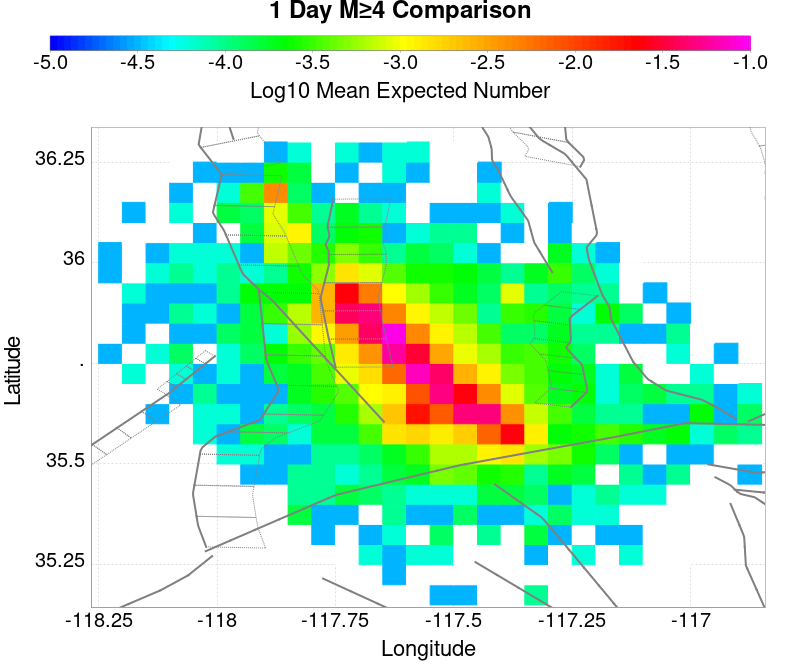 1 Day M≥4 Comparison
-5.0 -4.5 -4.0 -3.5 -3.0 -2.5 -2.0 -1.5 -1.0
Log10 Mean Expected Number
36.25
36
.
35.5
35.25
Latitude
-118.25 -118 -117.75 -117.5 -117.25 -117
Longitude